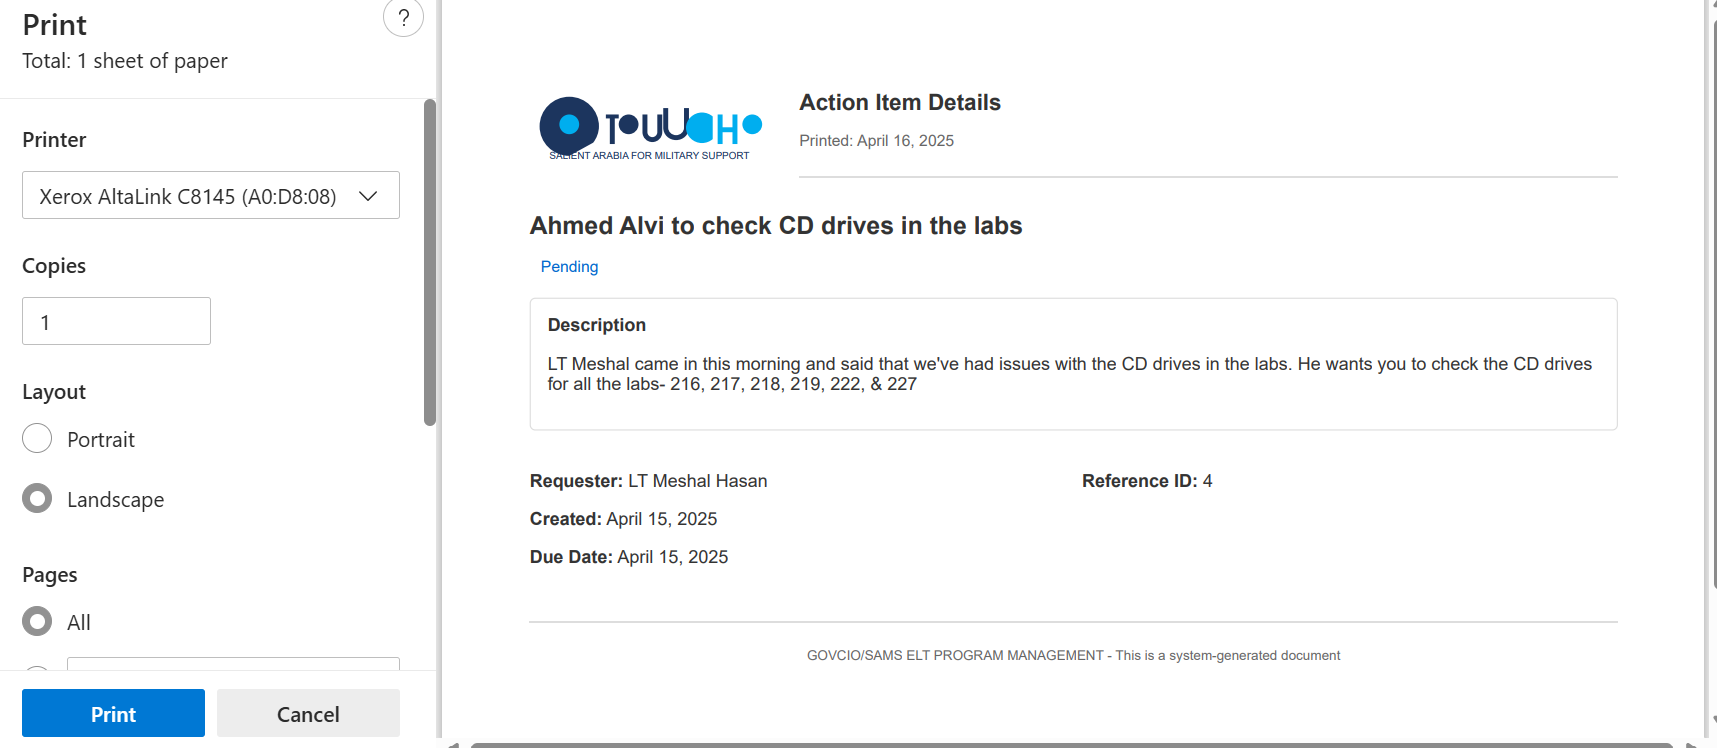 Print
?
Total: 1 sheet of paper
Printer
Xerox AltaLink C8145 (A0:D8:08)
Copies
1
Layout
Portrait
Landscape
Pages
All
Print
Cancel
SALIENT ARABIA FOR MILITARY SUPPORT
Action Item Details
Printed: April 16, 2025
Ahmed Alvi to check CD drives in the labs
Pending
Description
LT Meshal came in this morning and said that we've had issues with the CD drives in the labs. He wants you to check the CD drives
for all the labs- 216, 217, 218, 219, 222, & 227
Requester: LT Meshal Hasan
Reference ID: 4
Created: April 15, 2025
Due Date: April 15, 2025
GOVCIO/SAMS ELT PROGRAM MANAGEMENT - This is a system-generated document